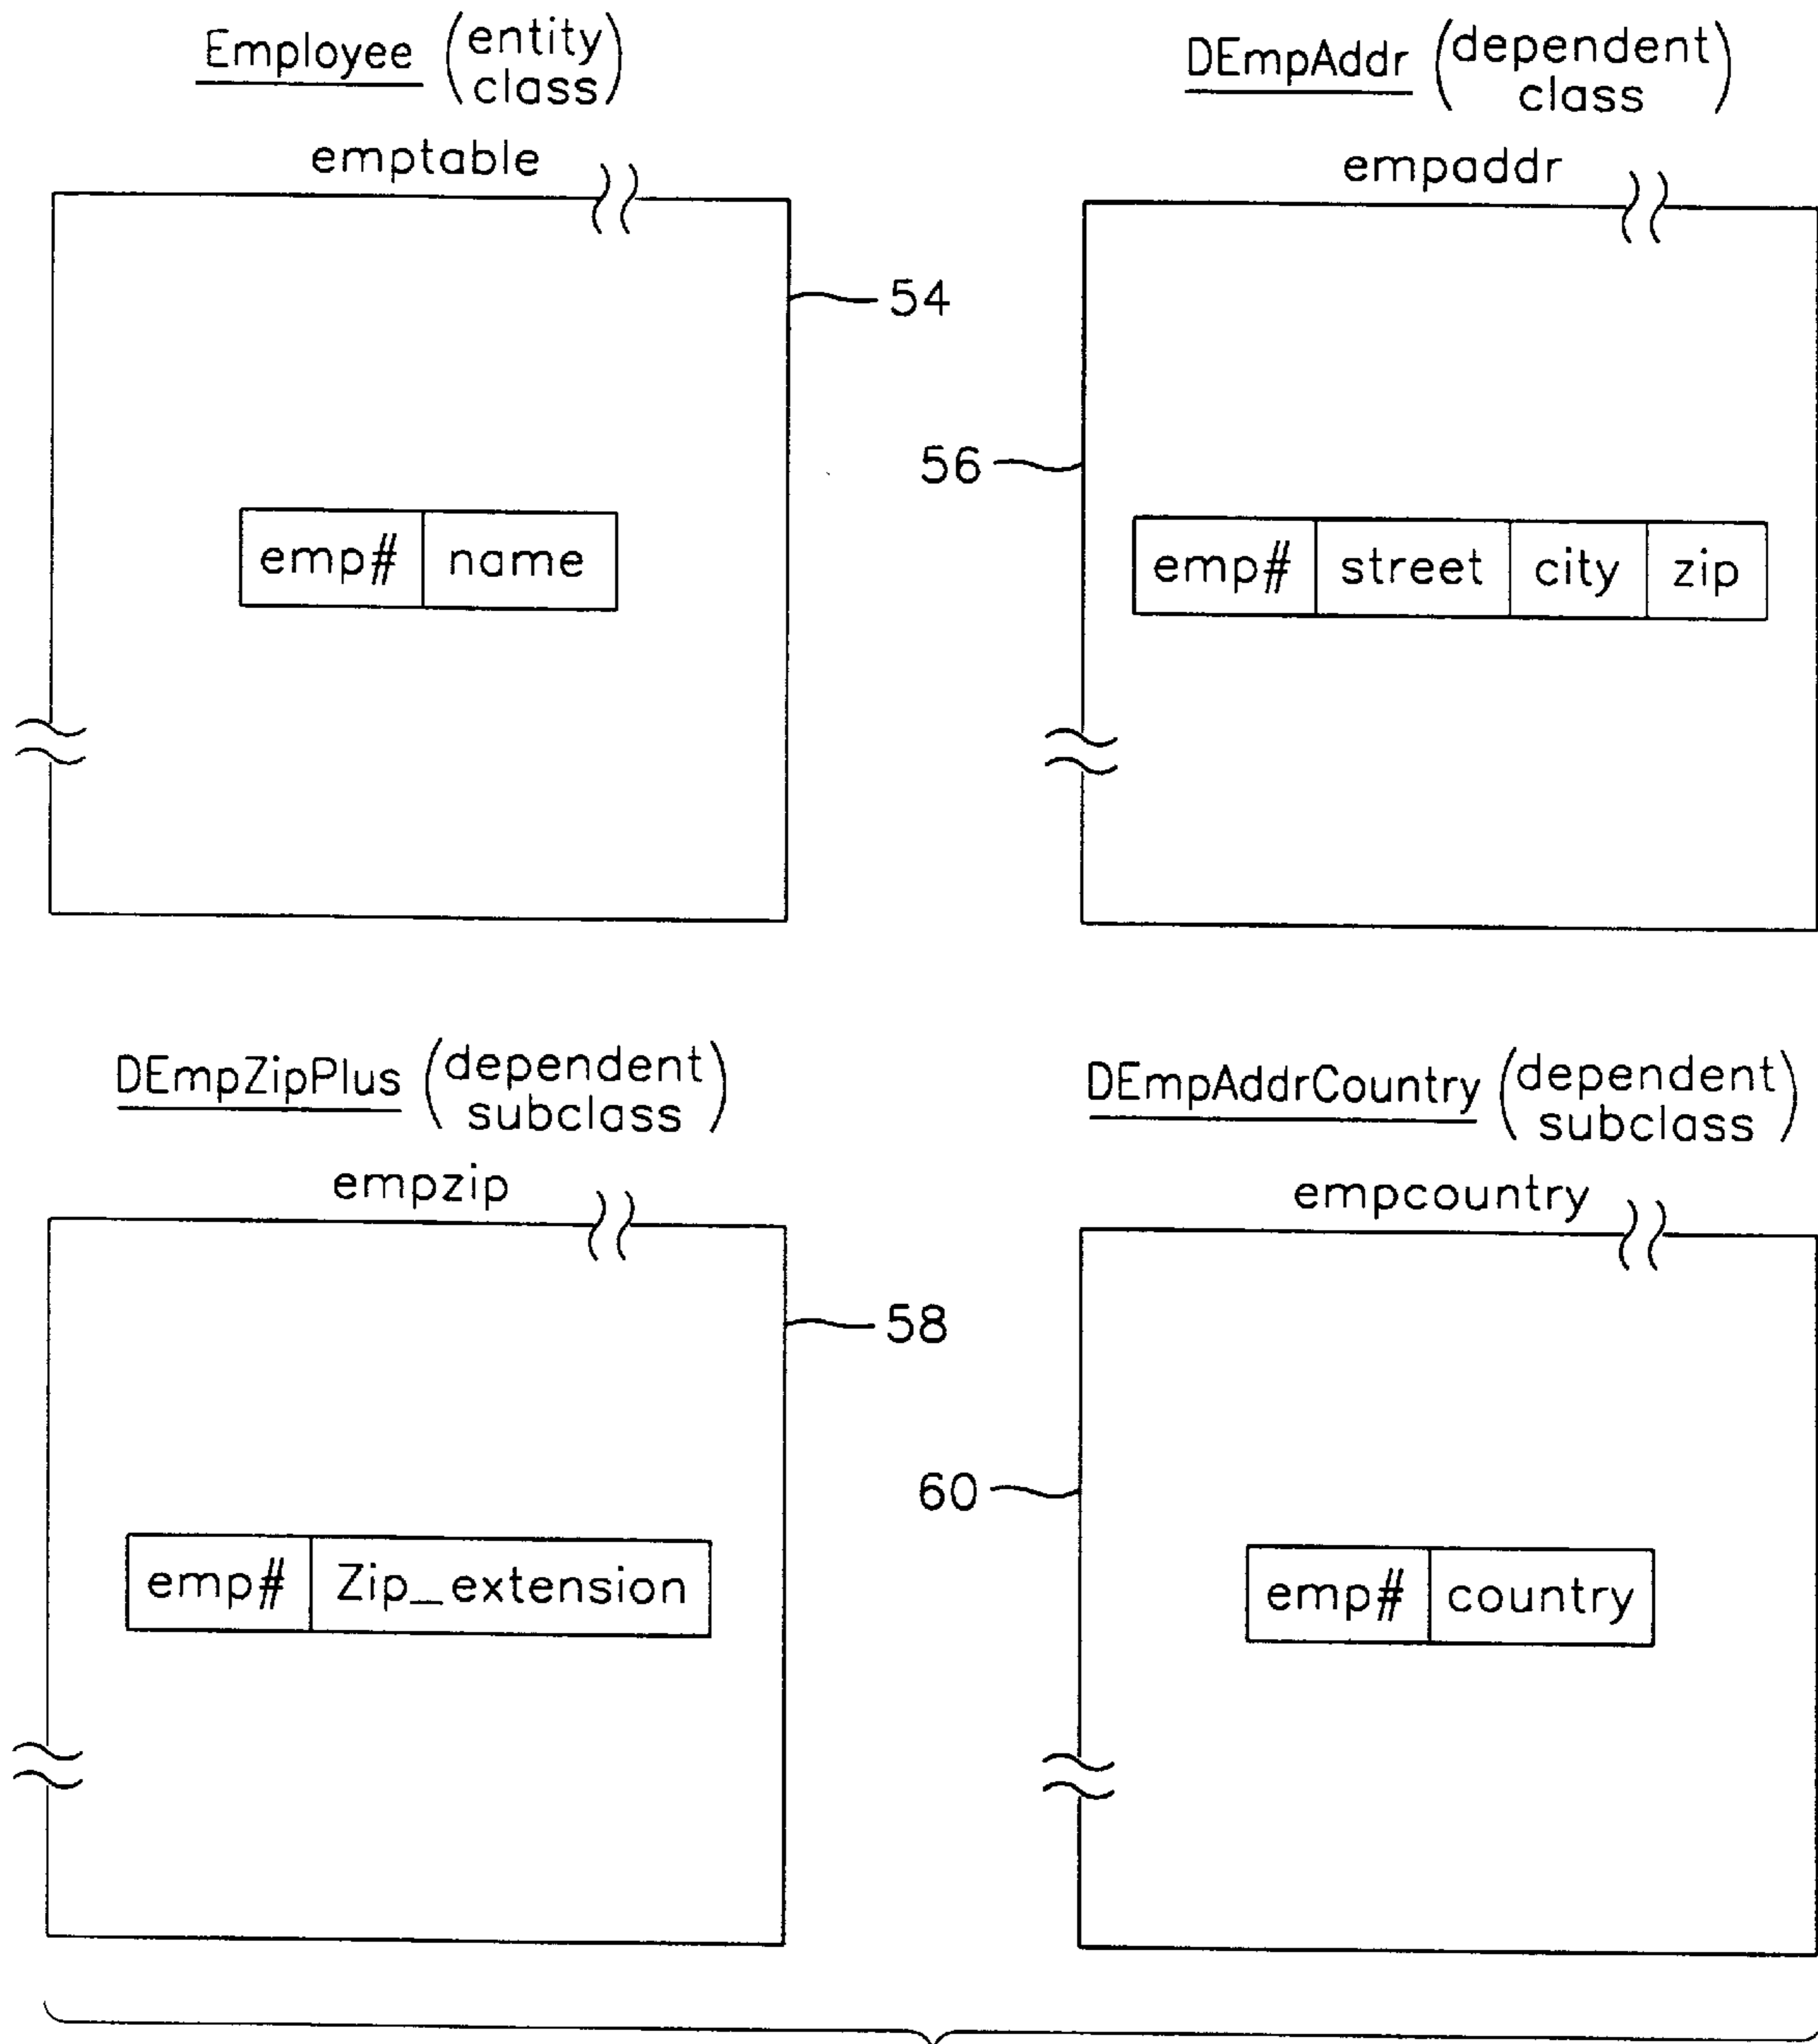 Employee (entity class)
emptable
54
emp# name
DEmpAddr (dependent class)
empaddr
56
emp# street city zip
DEmpZipPlus (dependent subclass)
empzip
58
emp# Zip_extension
DEmpAddrCountry (dependent subclass)
empcountry
60
emp# country